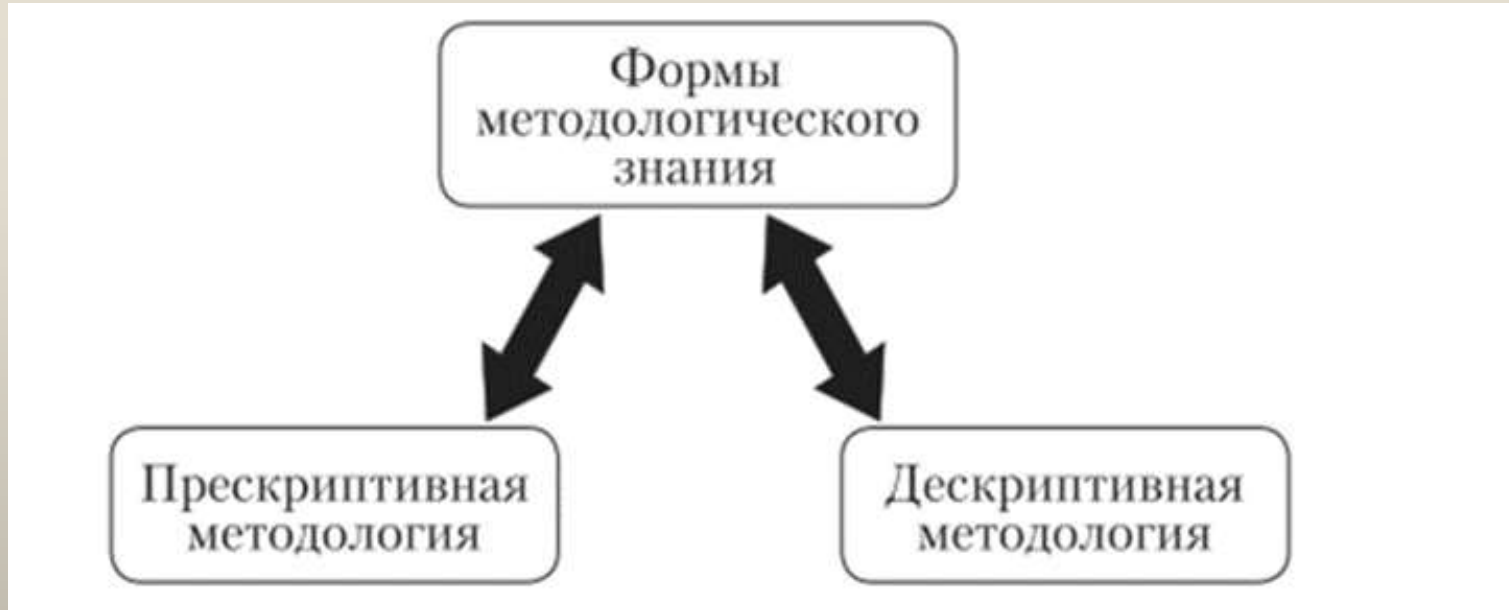 Формы
методологического
знания
Прескриптивная
методология
Дескриптивная
методология